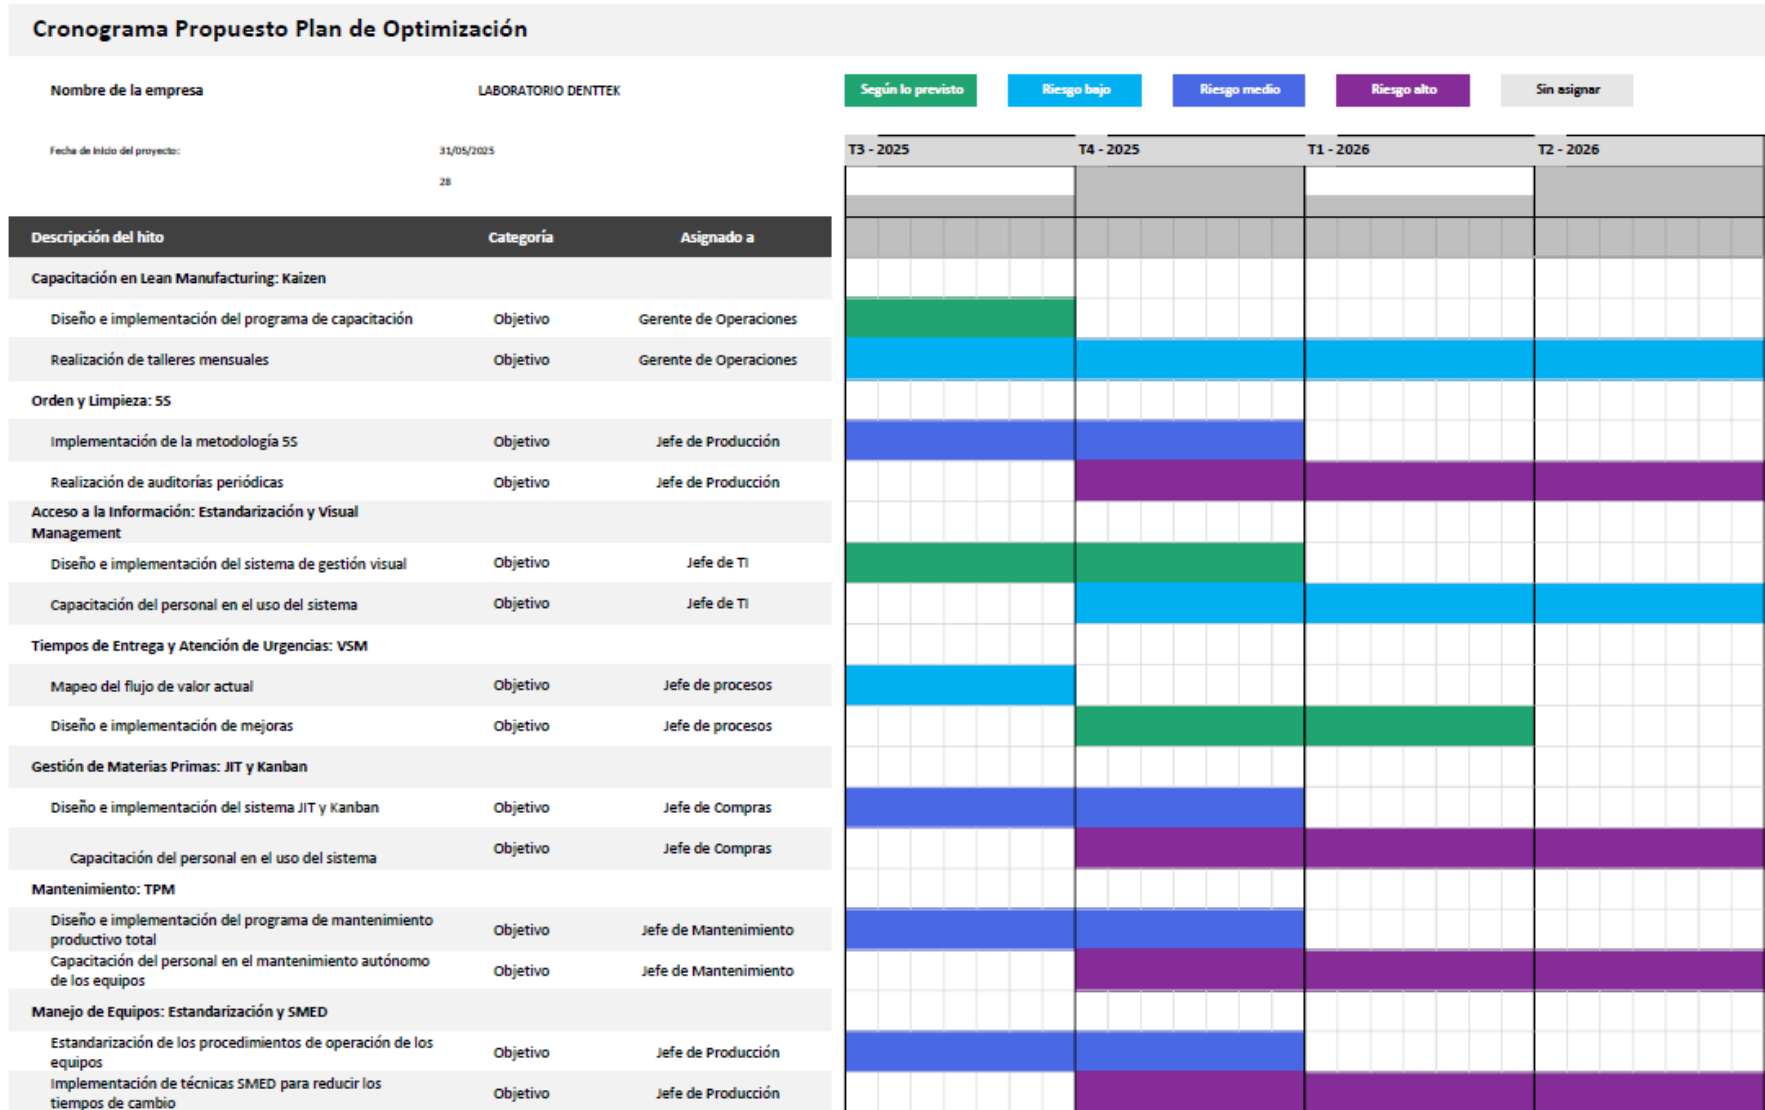 Cronograma Propuesto Plan de Optimización
Nombre de la empresa LABORATORIO DENTTEK
Según lo previsto Riesgo bajo Riesgo medio Riesgo alto Sin asignar
Fecha de inicio del proyecto: 31/05/2025
28
T3 - 2025 T4 - 2025 T1 - 2026 T2 - 2026
Descripción del hito Categoría Asignado a
Capacitación en Lean Manufacturing: Kaizen
Diseño e implementación del programa de capacitación Objetivo Gerente de Operaciones
Realización de talleres mensuales Objetivo Gerente de Operaciones
Orden y Limpieza: 5S
Implementación de la metodología 5S Objetivo Jefe de Producción
Realización de auditorías periódicas Objetivo Jefe de Producción
Acceso a la Información: Estandarización y Visual
Management
Diseño e implementación del sistema de gestión visual Objetivo Jefe de TI
Capacitación del personal en el uso del sistema Objetivo Jefe de TI
Tiempos de Entrega y Atención de Urgencias: VSM
Mapeo del flujo de valor actual Objetivo Jefe de procesos
Diseño e implementación de mejoras Objetivo Jefe de procesos
Gestión de Materias Primas: JIT y Kanban
Diseño e implementación del sistema JIT y Kanban Objetivo Jefe de Compras
Capacitación del personal en el uso del sistema Objetivo Jefe de Compras
Mantenimiento: TPM
Diseño e implementación del programa de mantenimiento
productivo total Objetivo Jefe de Mantenimiento
Capacitación del personal en el mantenimiento autónomo
de los equipos Objetivo Jefe de Mantenimiento
Manejo de Equipos: Estandarización y SMED
Estandarización de los procedimientos de operación de los
equipos Objetivo Jefe de Producción
Implementación de técnicas SMED para reducir los
tiempos de cambio Objetivo Jefe de Producción